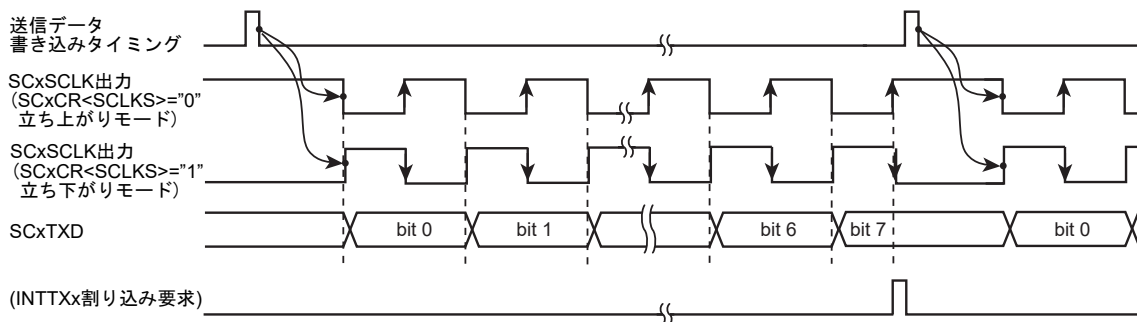 送信データ
書き込みタイミング
SCxSCLK出力
（SCxCR<SCLKS>="0"
立ち上がりモード）
SCxSCLK出力
（SCxCR<SCLKS>="1"
立ち下がりモード）
SCxTXD
bit 0
bit 1
bit 6
bit 7
bit 0
(INTTXx割り込み要求)